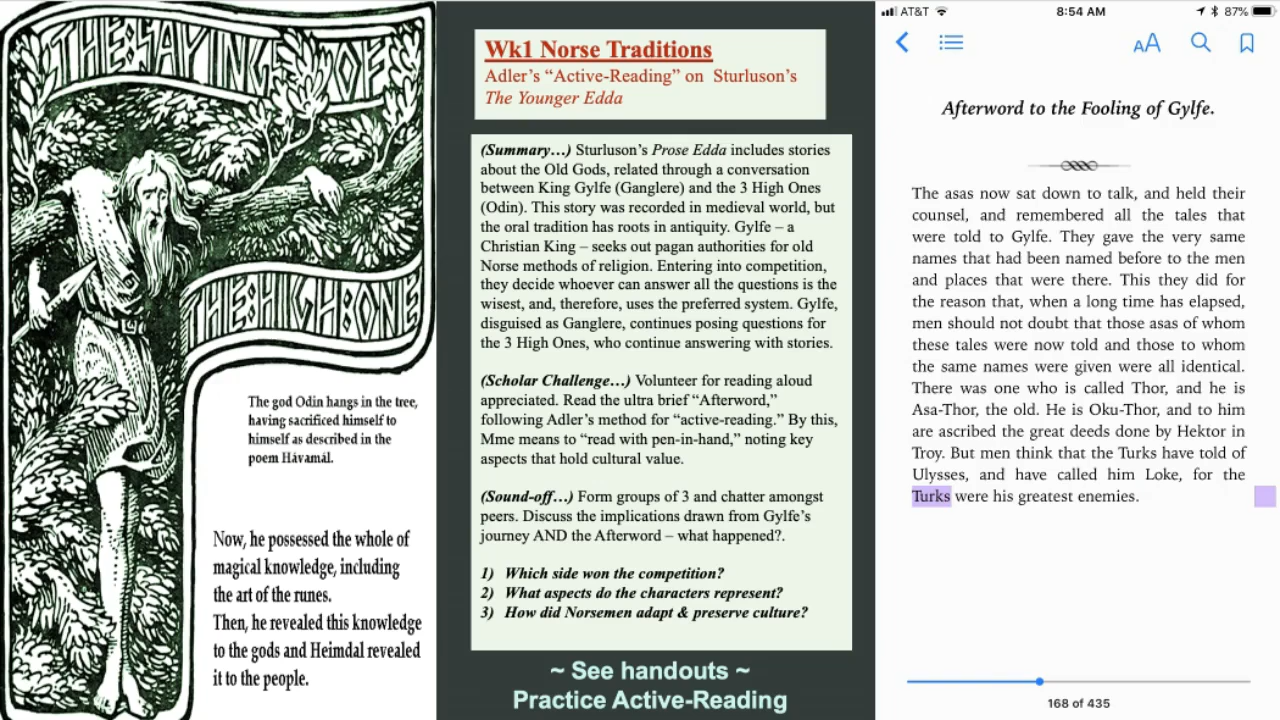 THE:SAYING:OF
THE:HIGH:ONE
The god Odin hangs in the tree,
having sacrificed himself to
himself as described in the
poem Hávamál.
Now, he possessed the whole of
magical knowledge, including
the art of the runes.
Then, he revealed this knowledge
to the gods and Heimdal revealed
it to the people.
Wk1 Norse Traditions
Adler's “Active-Reading” on Sturluson's
The Younger Edda
(Summary…) Sturluson's Prose Edda includes stories
about the Old Gods, related through a conversation
between King Gylfe (Ganglere) and the 3 High Ones
(Odin). This story was recorded in medieval world, but
the oral tradition has roots in antiquity. Gylfe – a
Christian King – seeks out pagan authorities for old
Norse methods of religion. Entering into competition,
they decide whoever can answer all the questions is the
wisest, and, therefore, uses the preferred system. Gylfe,
disguised as Ganglere, continues posing questions for
the 3 High Ones, who continue answering with stories.
(Scholar Challenge…) Volunteer for reading aloud
appreciated. Read the ultra brief “Afterword,”
following Adler's method for “active-reading.” By this,
Mme means to “read with pen-in-hand,” noting key
aspects that hold cultural value.
(Sound-off…) Form groups of 3 and chatter amongst
peers. Discuss the implications drawn from Gylfe's
journey AND the Afterword – what happened?.
1) Which side won the competition?
2) What aspects do the characters represent?
3) How did Norsemen adapt & preserve culture?
~ See handouts ~
Practice Active-Reading
AT&T 8:54 AM 87%
AA
Afterword to the Fooling of Gylfe.
The asas now sat down to talk, and held their
counsel, and remembered all the tales that
were told to Gylfe. They gave the very same
names that had been named before to the men
and places that were there. This they did for
the reason that, when a long time has elapsed,
men should not doubt that those asas of whom
these tales were now told and those to whom
the same names were given were all identical.
There was one who is called Thor, and he is
Asa-Thor, the old. He is Oku-Thor, and to him
are ascribed the great deeds done by Hektor in
Troy. But men think that the Turks have told of
Ulysses, and have called him Loke, for the
Turks were his greatest enemies.
168 of 435